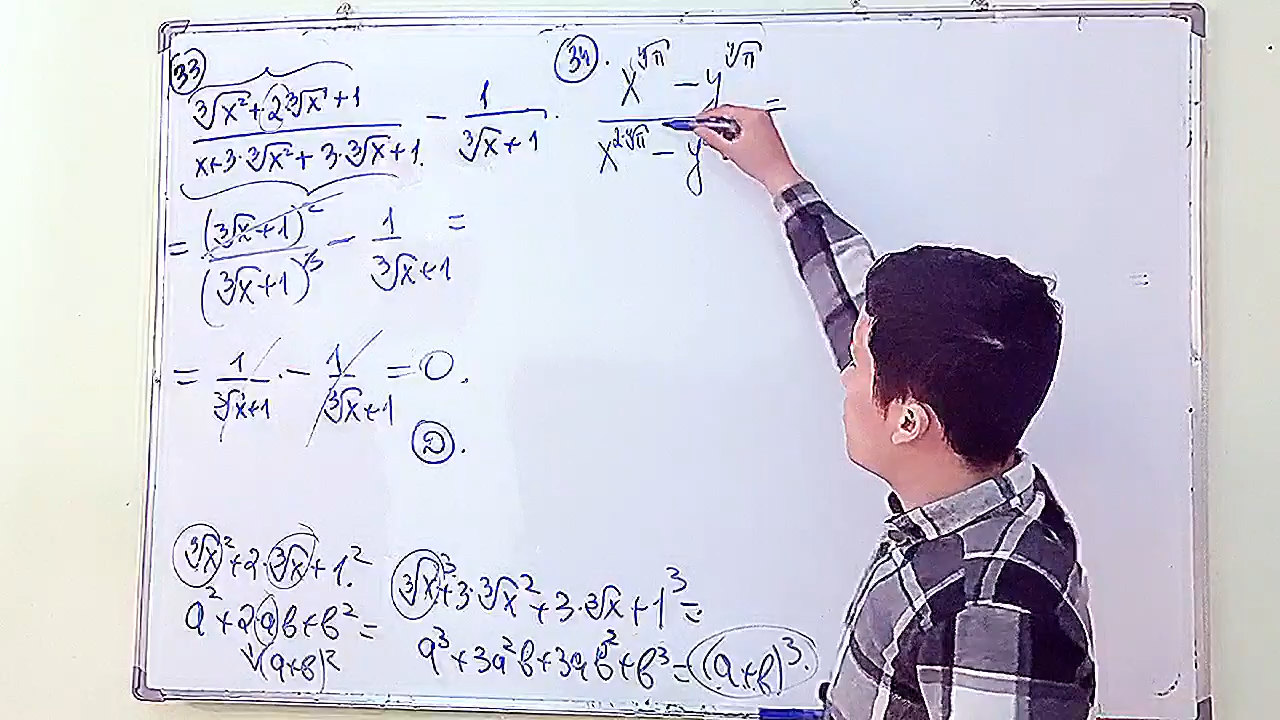 33
(∛x² + 2∛x + 1)/(x + 3·∛x² + 3·∛x + 1) − 1/(∛x + 1)
= (∛x + 1)²/(∛x + 1)³ − 1/(∛x + 1) =
= 1/(∛x + 1) − 1/(∛x + 1) = 0.
D.
∛x² + 2·∛x + 1²
a² + 2ab + b² =
(a+b)²
∛x³ + 3·∛x² + 3·∛x + 1³ =
a³ + 3a²b + 3ab² + b³ = (a+b)³.
34.
(x^∜π − y^∜π)/(x^2·∜π − y =